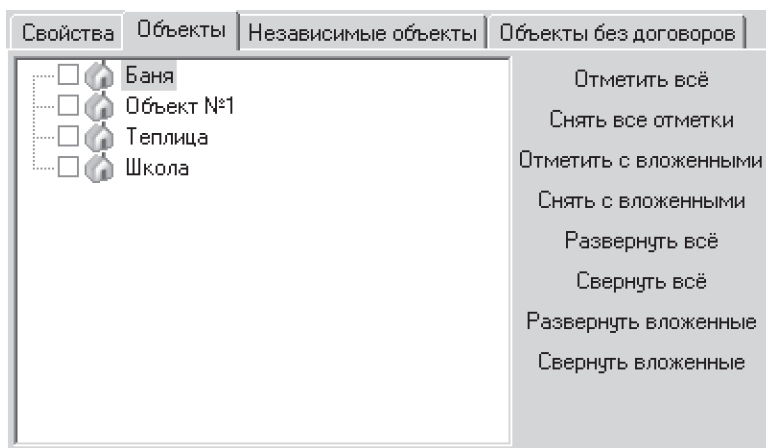 Свойства Объекты Независимые объекты Объекты без договоров
Баня
Объект №1
Теплица
Школа
Отметить всё
Снять все отметки
Отметить с вложенными
Снять с вложенными
Развернуть всё
Свернуть всё
Развернуть вложенные
Свернуть вложенные